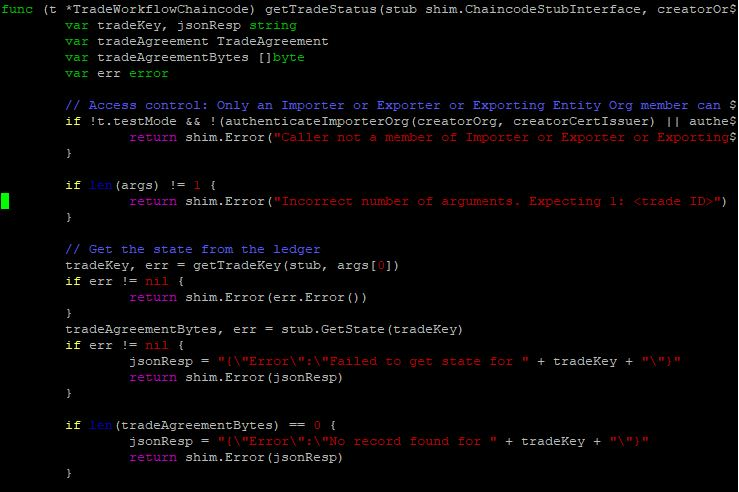 func (t *TradeWorkflowChaincode) getTradeStatus(stub shim.ChaincodeStubInterface, creatorOr$
var tradeKey, jsonResp string
var tradeAgreement TradeAgreement
var tradeAgreementBytes []byte
var err error
// Access control: Only an Importer or Exporter or Exporting Entity Org member can $
if !t.testMode && !(authenticateImporterOrg(creatorOrg, creatorCertIssuer) || authe$
return shim.Error("Caller not a member of Importer or Exporter or Exporting$
}
if len(args) != 1 {
return shim.Error("Incorrect number of arguments. Expecting 1: <trade ID>")
}
// Get the state from the ledger
tradeKey, err = getTradeKey(stub, args[0])
if err != nil {
return shim.Error(err.Error())
}
tradeAgreementBytes, err = stub.GetState(tradeKey)
if err != nil {
jsonResp = "{\"Error\":\"Failed to get state for " + tradeKey + "\"}"
return shim.Error(jsonResp)
}
if len(tradeAgreementBytes) == 0 {
jsonResp = "{\"Error\":\"No record found for " + tradeKey + "\"}"
return shim.Error(jsonResp)
}